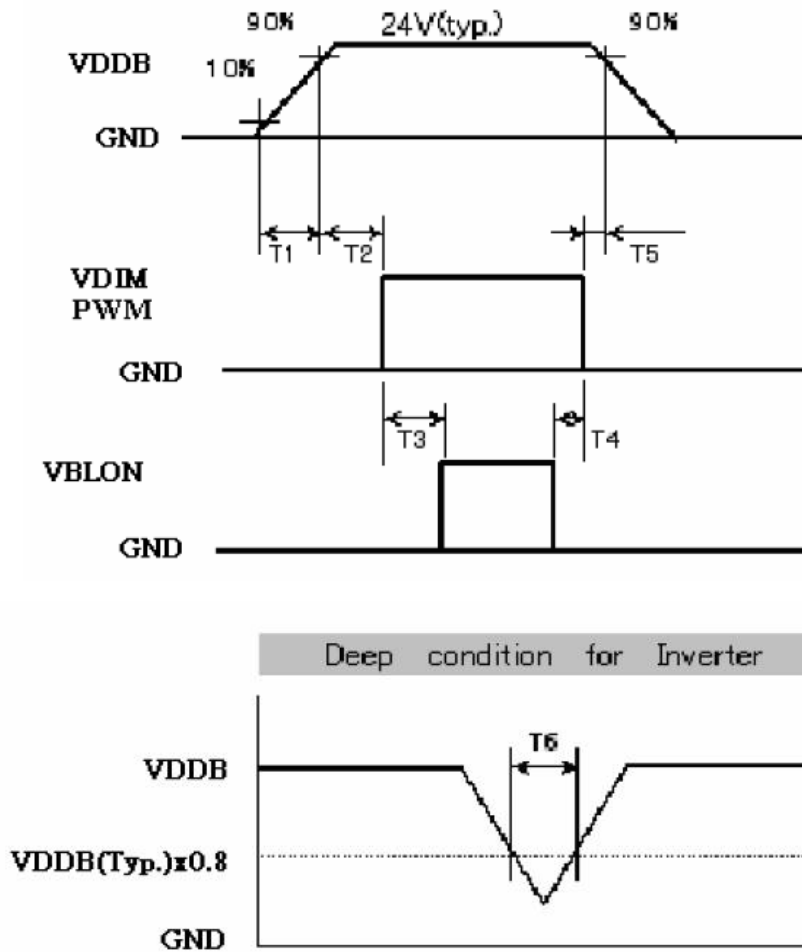 90% 24V(typ.) 90%
VDDB 10%
GND
T1 T2 T5
VDIM
PWM
GND
T3 T4
VBLON
GND
Deep condition for Inverter
T6
VDDB
VDDB(Typ.)x0.8
GND